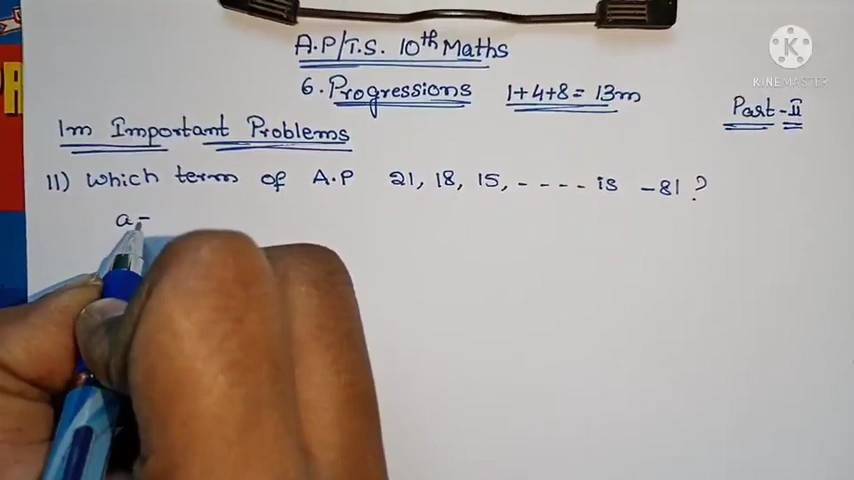 A.P/T.S. 10th Maths
6. Progressions 1+4+8= 13m
Part-II
1m Important Problems
11) Which term of A.P 21, 18, 15, - - - - is -81 ?
a=
K
KINEMASTER